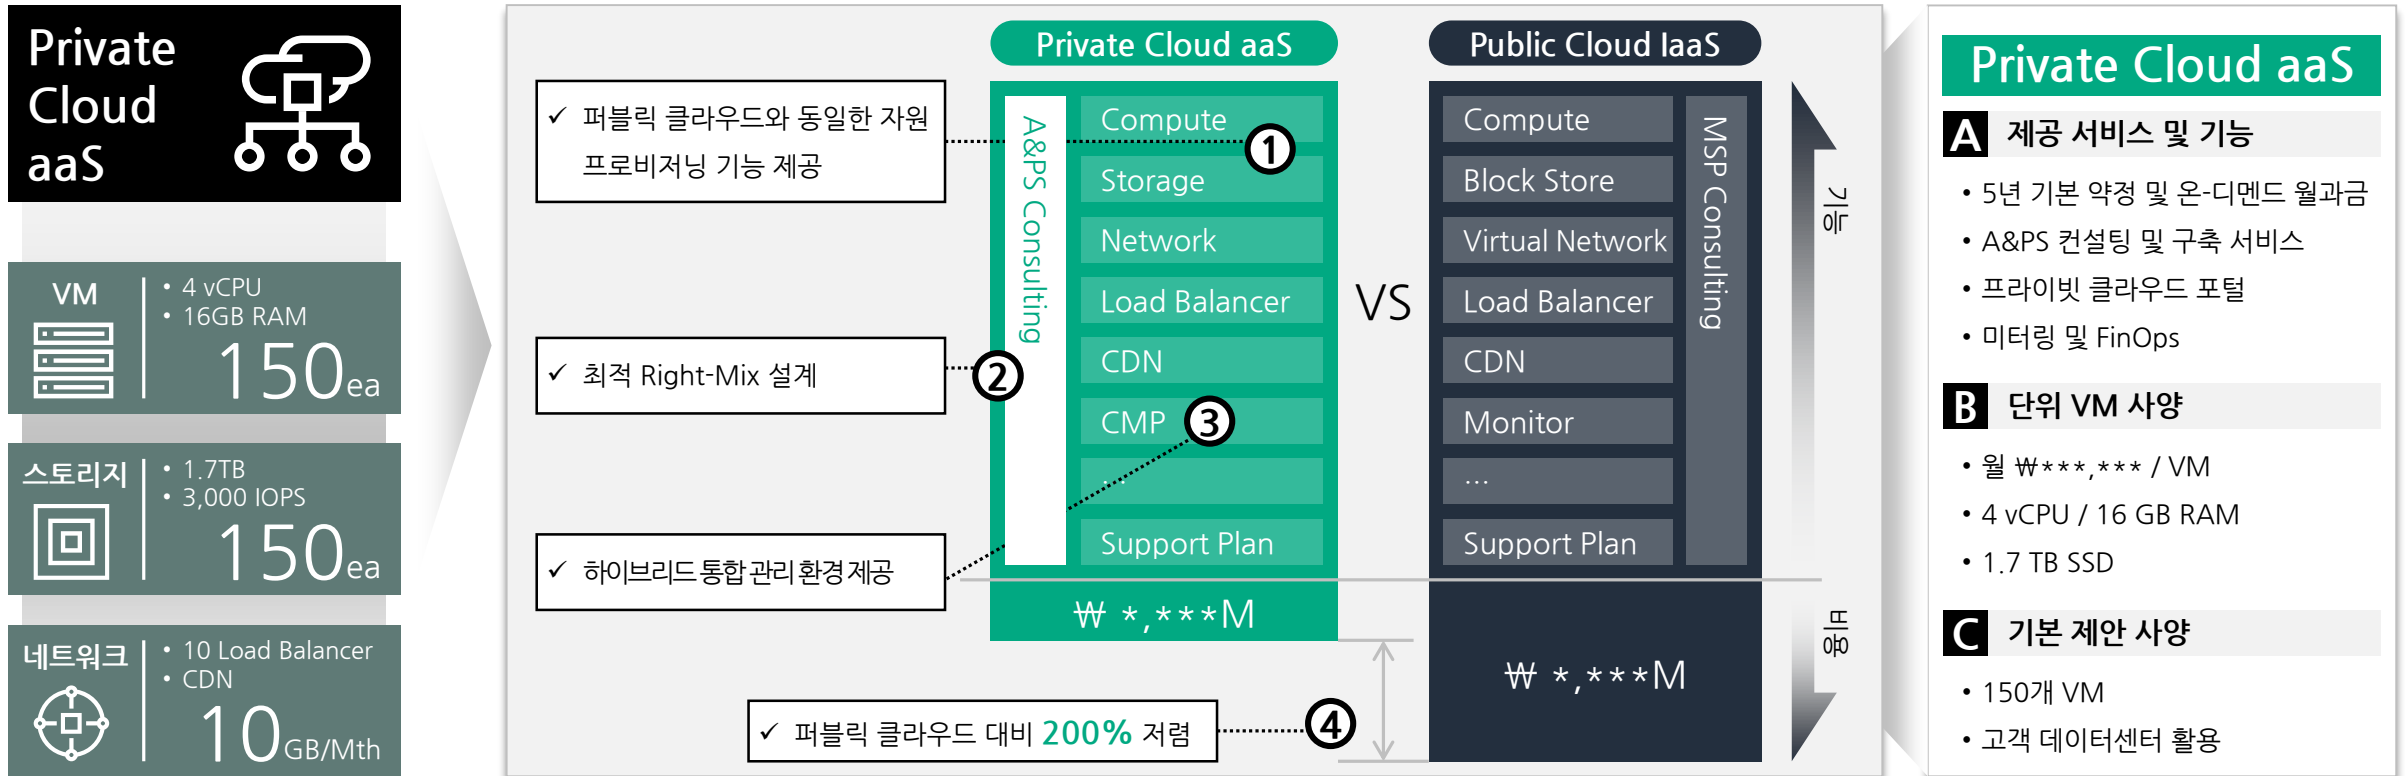 Private
Cloud
aaS
VM
• 4 vCPU
• 16GB RAM
150ea
스토리지
• 1.7TB
• 3,000 IOPS
150ea
네트워크
• 10 Load Balancer
• CDN
10GB/Mth
✓ 퍼블릭 클라우드와 동일한 자원
프로비저닝 기능 제공
✓ 최적 Right-Mix 설계
✓ 하이브리드 통합 관리 환경 제공
✓ 퍼블릭 클라우드 대비 200% 저렴
Private Cloud aaS
A&PS Consulting
Compute
①
Storage
Network
Load Balancer
CDN
②
CMP
③
...
Support Plan
₩ *,***M
④
VS
Public Cloud IaaS
Compute
Block Store
Virtual Network
Load Balancer
CDN
Monitor
...
Support Plan
MSP Consulting
₩ *,***M
기능
비용
Private Cloud aaS
A 제공 서비스 및 기능
• 5년 기본 약정 및 온-디멘드 월과금
• A&PS 컨설팅 및 구축 서비스
• 프라이빗 클라우드 포털
• 미터링 및 FinOps
B 단위 VM 사양
• 월 ₩***,*** / VM
• 4 vCPU / 16 GB RAM
• 1.7 TB SSD
C 기본 제안 사양
• 150개 VM
• 고객 데이터센터 활용